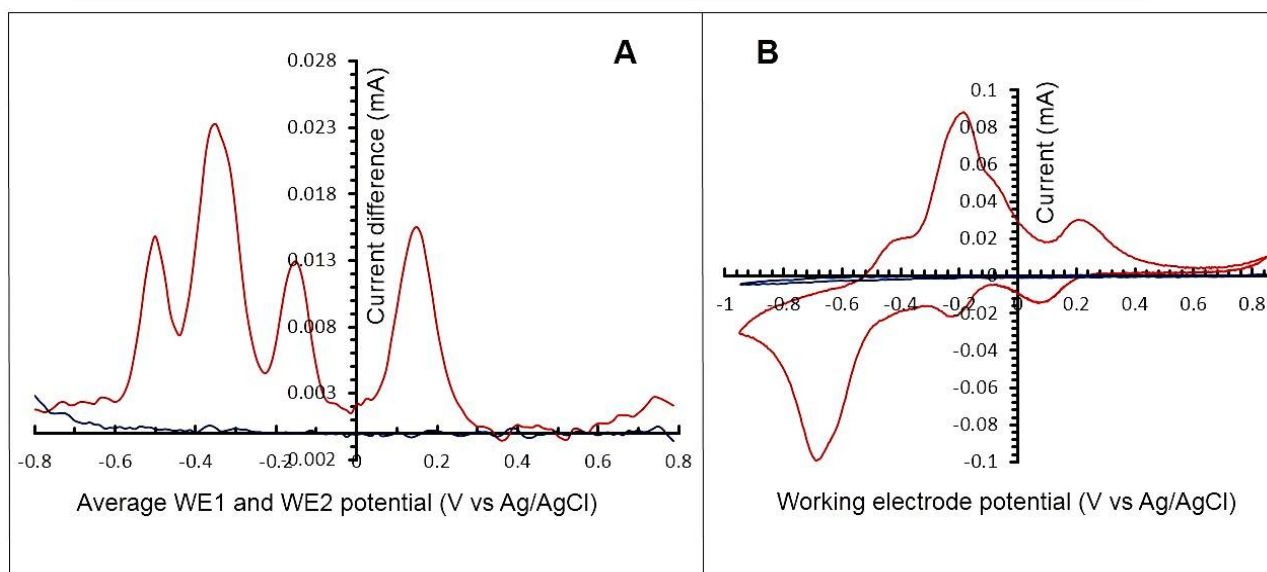 A
0.028
0.023
0.018
0.013
0.008
0.003
-0.002
Current difference (mA)
-0.8 -0.6 -0.4 -0.2 0 0.2 0.4 0.6 0.8
Average WE1 and WE2 potential (V vs Ag/AgCl)
B
0.1
0.08
0.06
0.04
0.02
0
-0.02
-0.04
-0.06
-0.08
-0.1
Current (mA)
-1 -0.8 -0.6 -0.4 -0.2 0 0.2 0.4 0.6 0.8
Working electrode potential (V vs Ag/AgCl)